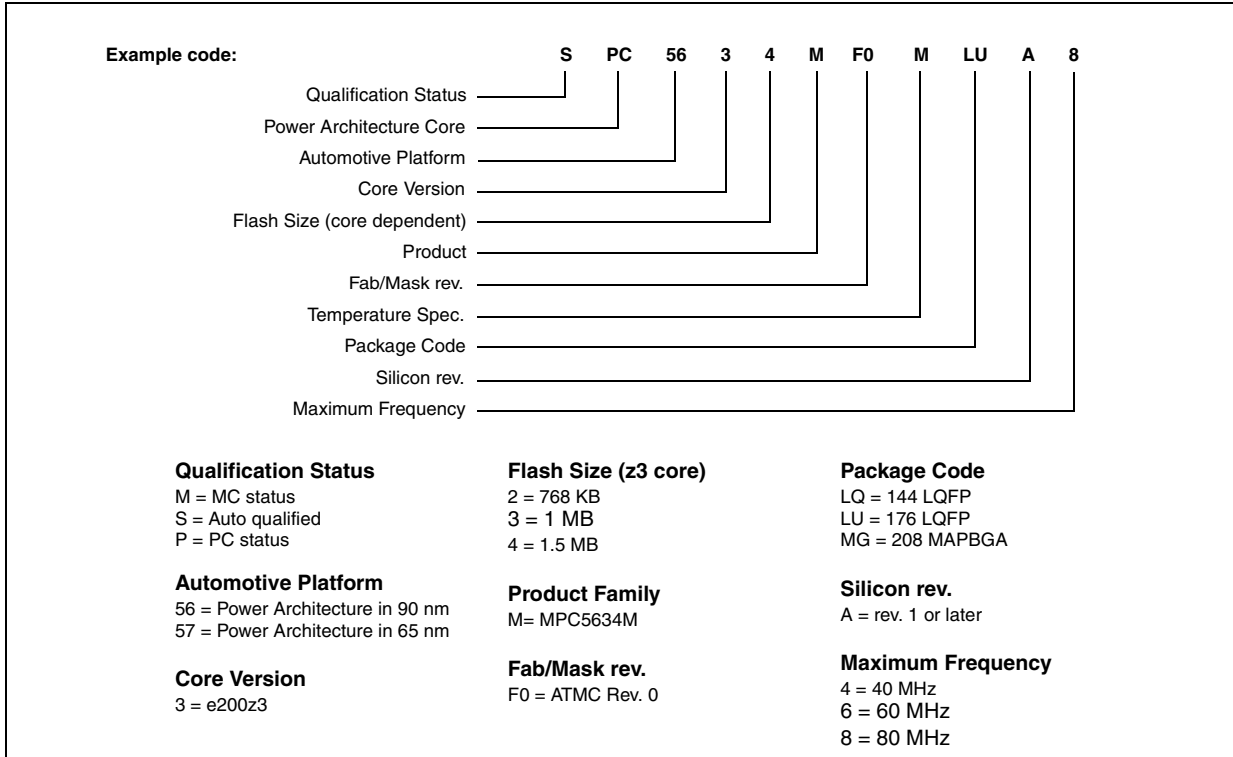 Example code: S PC 56 3 4 M F0 M LU A 8
Qualification Status
Power Architecture Core
Automotive Platform
Core Version
Flash Size (core dependent)
Product
Fab/Mask rev.
Temperature Spec.
Package Code
Silicon rev.
Maximum Frequency
Qualification Status
M = MC status
S = Auto qualified
P = PC status
Automotive Platform
56 = Power Architecture in 90 nm
57 = Power Architecture in 65 nm
Core Version
3 = e200z3
Flash Size (z3 core)
2 = 768 KB
3 = 1 MB
4 = 1.5 MB
Product Family
M= MPC5634M
Fab/Mask rev.
F0 = ATMC Rev. 0
Package Code
LQ = 144 LQFP
LU = 176 LQFP
MG = 208 MAPBGA
Silicon rev.
A = rev. 1 or later
Maximum Frequency
4 = 40 MHz
6 = 60 MHz
8 = 80 MHz